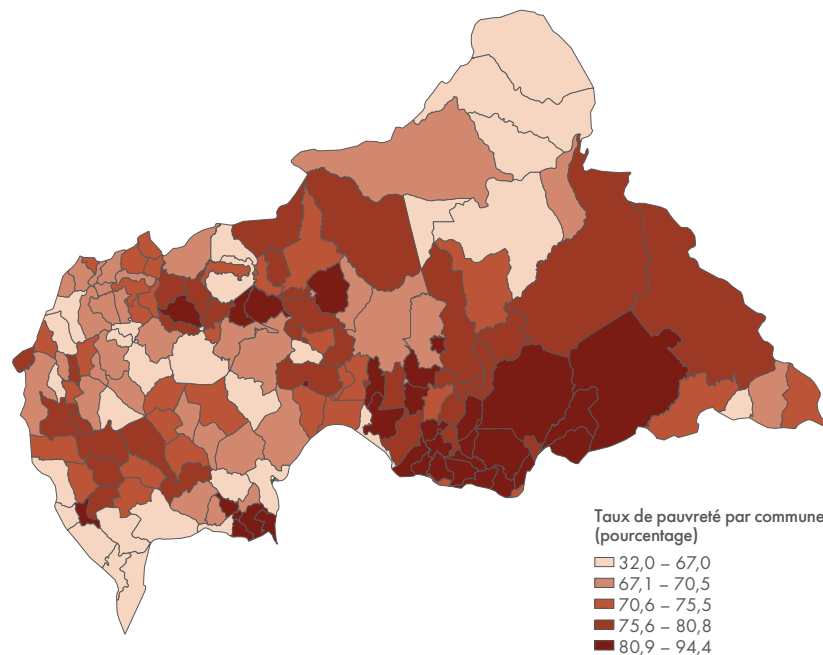 Taux de pauvreté par commune
(pourcentage)
32,0 – 67,0
67,1 – 70,5
70,6 – 75,5
75,6 – 80,8
80,9 – 94,4